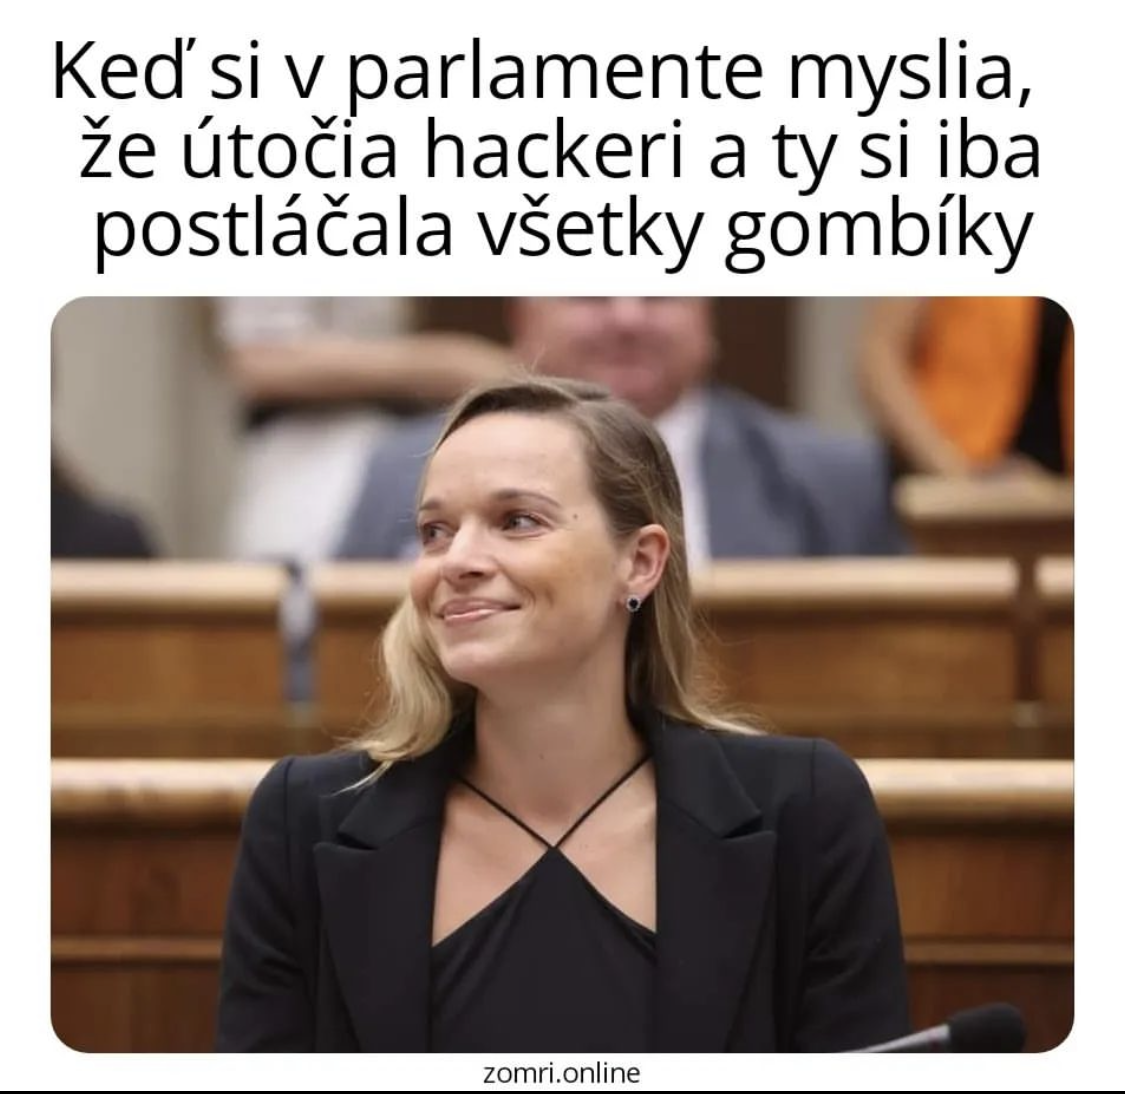 Keď si v parlamente myslia,
že útočia hackeri a ty si iba
postláčala všetky gombíky
zomri.online